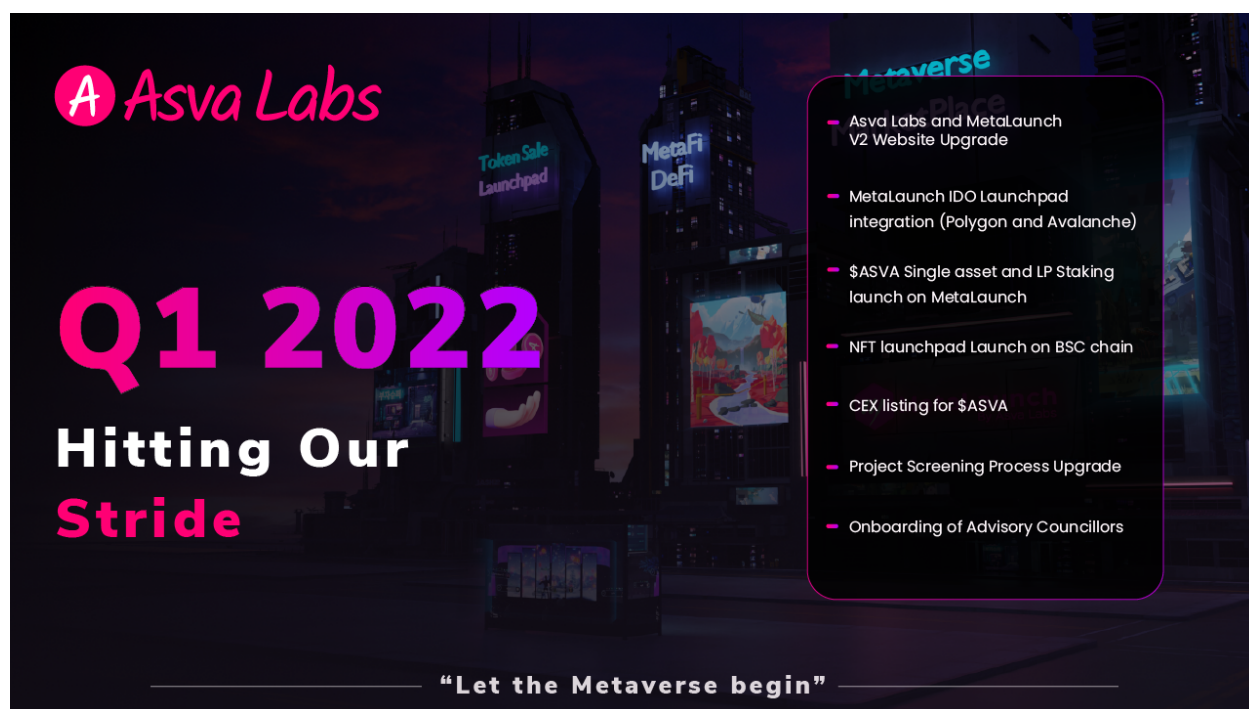 A Asva Labs
Token Sale
Launchpad
MetaFi
DeFi
Metaverse
MarketPlace
Q1 2022
Hitting Our
Stride
Asva Labs and MetaLaunch
V2 Website Upgrade
MetaLaunch IDO Launchpad
integration (Polygon and Avalanche)
$ASVA Single asset and LP Staking
launch on MetaLaunch
NFT launchpad Launch on BSC chain
CEX listing for $ASVA
Project Screening Process Upgrade
Onboarding of Advisory Councillors
“Let the Metaverse begin”